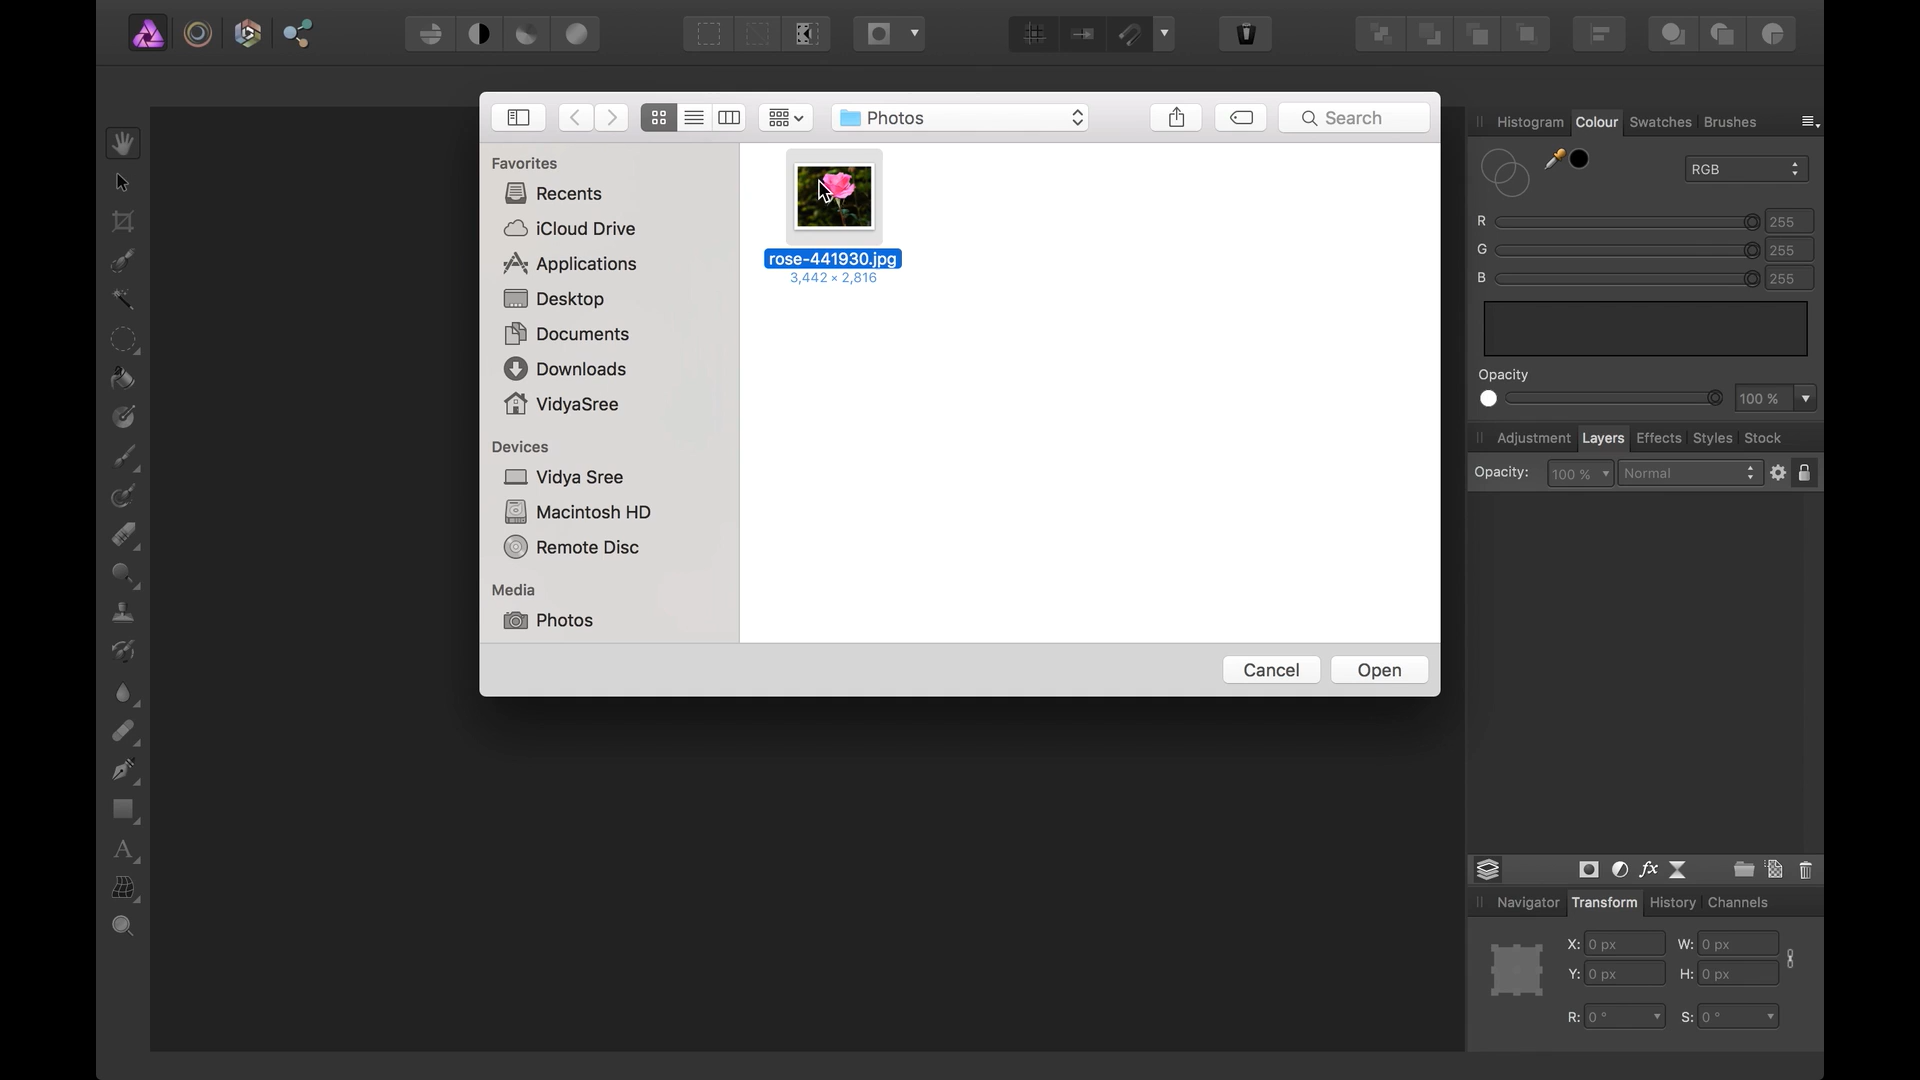 Photos
Search
Favorites
Recents
iCloud Drive
Applications
Desktop
Documents
Downloads
VidyaSree
Devices
Vidya Sree
Macintosh HD
Remote Disc
Media
Photos
rose-441930.jpg
3,442 × 2,816
Cancel
Open
Histogram Colour Swatches Brushes
RGB
R 255
G 255
B 255
Opacity
100 %
Adjustment Layers Effects Styles Stock
Opacity: 100 % Normal
fx
Navigator Transform History Channels
X: 0 px W: 0 px
Y: 0 px H: 0 px
R: 0 ° S: 0 °
A